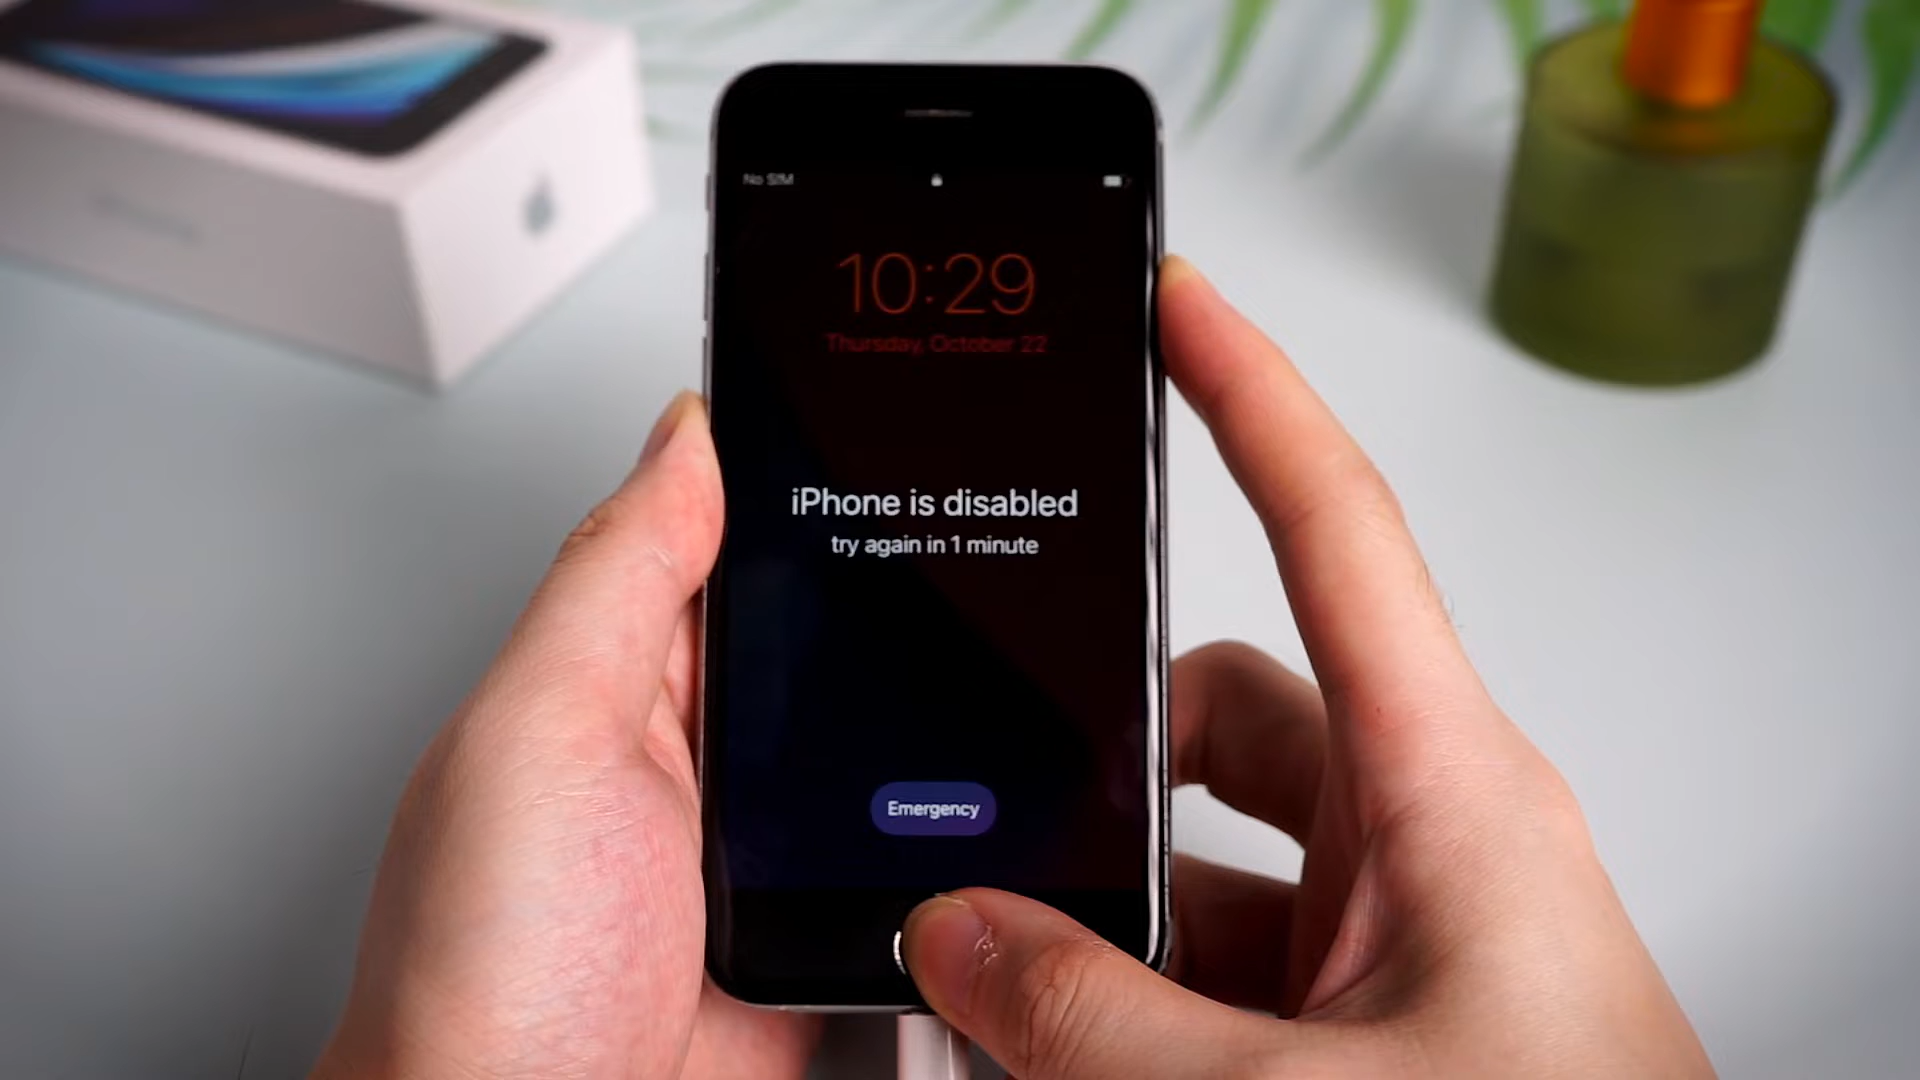 No SIM
10:29
Thursday, October 22
iPhone is disabled
try again in 1 minute
Emergency